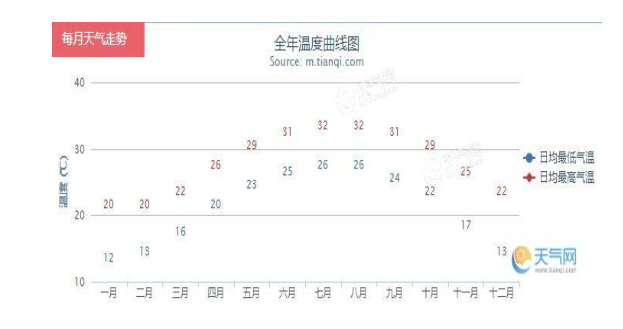 每月天气走势
全年温度曲线图
Source: m.tianqi.com
40
30
20
10
温度 (℃)
20 20 22 26 29 31 32 32 31 29 25 22
12 13 16 20 23 25 26 26 24 22 17 13
一月 二月 三月 四月 五月 六月 七月 八月 九月 十月 十一月 十二月
日均最低气温
日均最高气温
天气网
www.tianqi.com